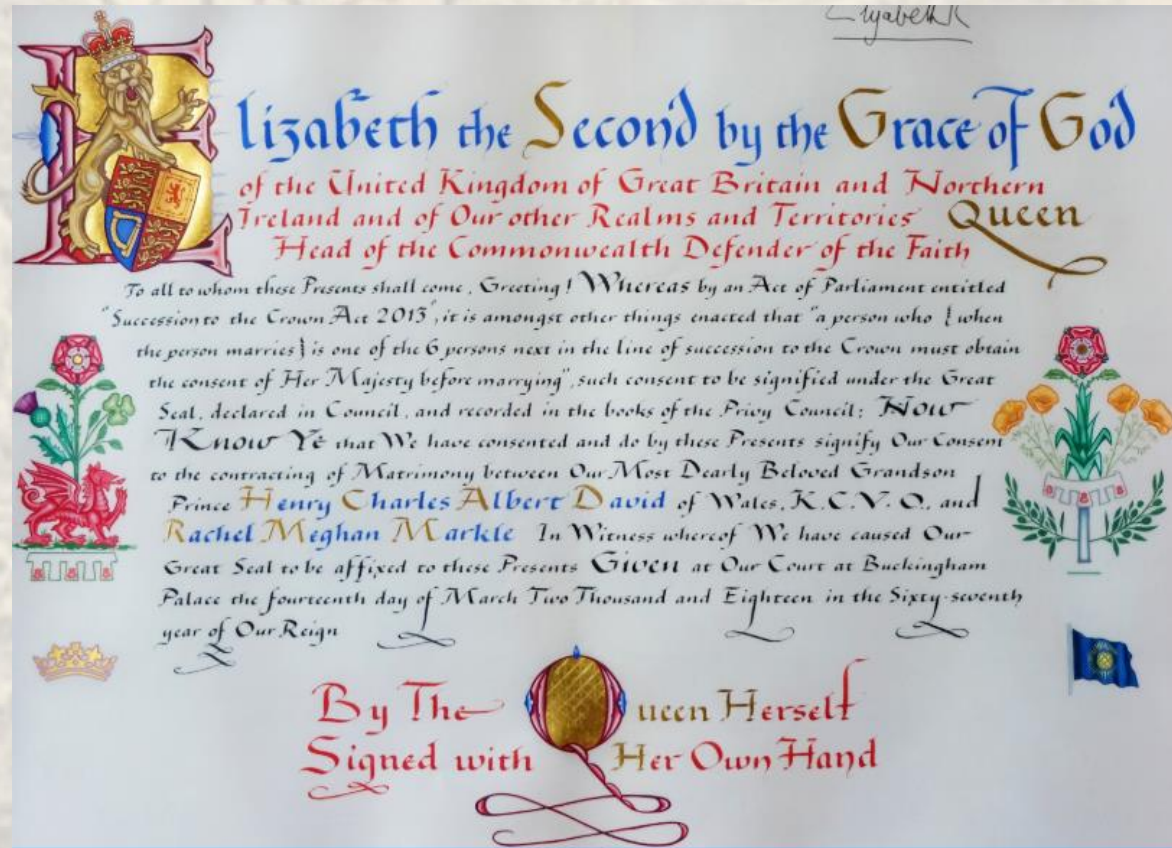 Elizabeth R
Elizabeth the Second by the Grace of God
of the United Kingdom of Great Britain and Northern
Ireland and of Our other Realms and Territories Queen
Head of the Commonwealth Defender of the Faith
To all to whom these Presents shall come, Greeting! Whereas by an Act of Parliament entitled
"Succession to the Crown Act 2013", it is amongst other things enacted that "a person who {when
the person marries} is one of the 6 persons next in the line of succession to the Crown must obtain
the consent of Her Majesty before marrying", such consent to be signified under the Great
Seal, declared in Council, and recorded in the books of the Privy Council: Now
Know Ye that We have consented and do by these Presents signify Our Consent
to the contracting of Matrimony between Our Most Dearly Beloved Grandson
Prince Henry Charles Albert David of Wales, K.C.V.O., and
Rachel Meghan Markle In Witness whereof We have caused Our
Great Seal to be affixed to these Presents Given at Our Court at Buckingham
Palace the fourteenth day of March Two Thousand and Eighteen in the Sixty-seventh
year of Our Reign
By The Queen Herself
Signed with Her Own Hand